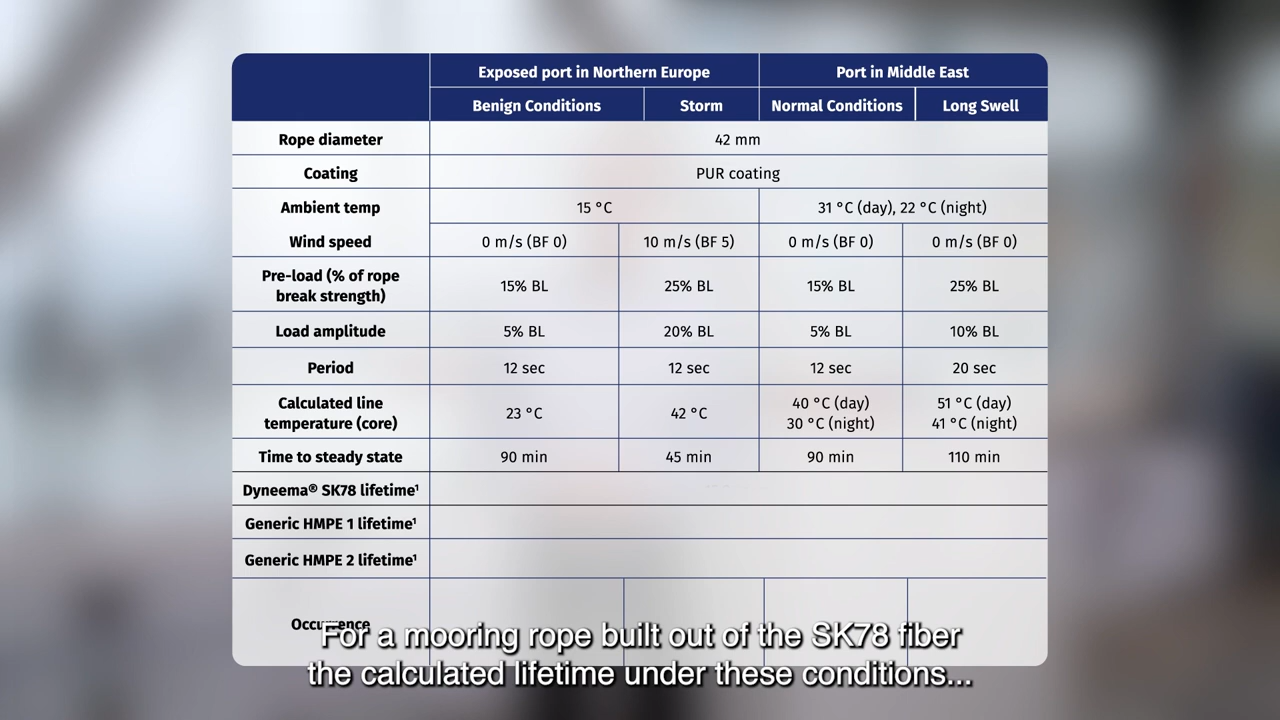 Exposed port in Northern Europe Port in Middle East
Benign Conditions Storm Normal Conditions Long Swell
Rope diameter 42 mm
Coating PUR coating
Ambient temp 15 °C 31 °C (day), 22 °C (night)
Wind speed 0 m/s (BF 0) 10 m/s (BF 5) 0 m/s (BF 0) 0 m/s (BF 0)
Pre-load (% of rope
break strength) 15% BL 25% BL 15% BL 25% BL
Load amplitude 5% BL 20% BL 5% BL 10% BL
Period 12 sec 12 sec 12 sec 20 sec
Calculated line
temperature (core) 23 °C 42 °C 40 °C (day) 51 °C (day)
30 °C (night) 41 °C (night)
Time to steady state 90 min 45 min 90 min 110 min
Dyneema® SK78 lifetime¹
Generic HMPE 1 lifetime¹
Generic HMPE 2 lifetime¹
Occurrence
For a mooring rope built out of the SK78 fiber
the calculated lifetime under these conditions...